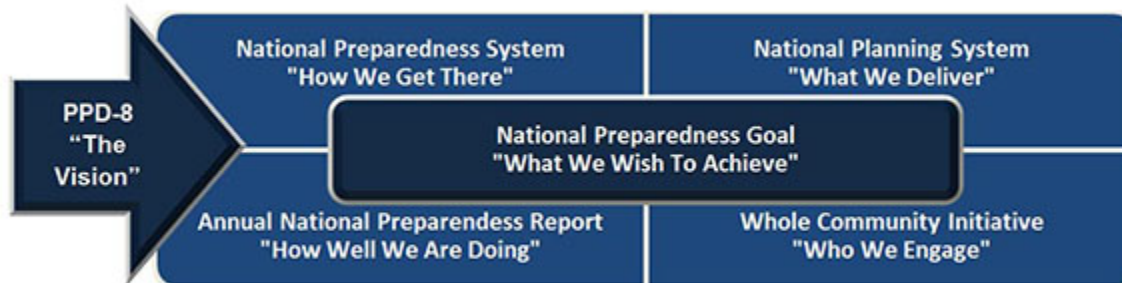 PPD-8
“The
Vision”
National Preparedness System
"How We Get There"
National Planning System
"What We Deliver"
National Preparedness Goal
"What We Wish To Achieve"
Annual National Preparendess Report
"How Well We Are Doing"
Whole Community Initiative
"Who We Engage"